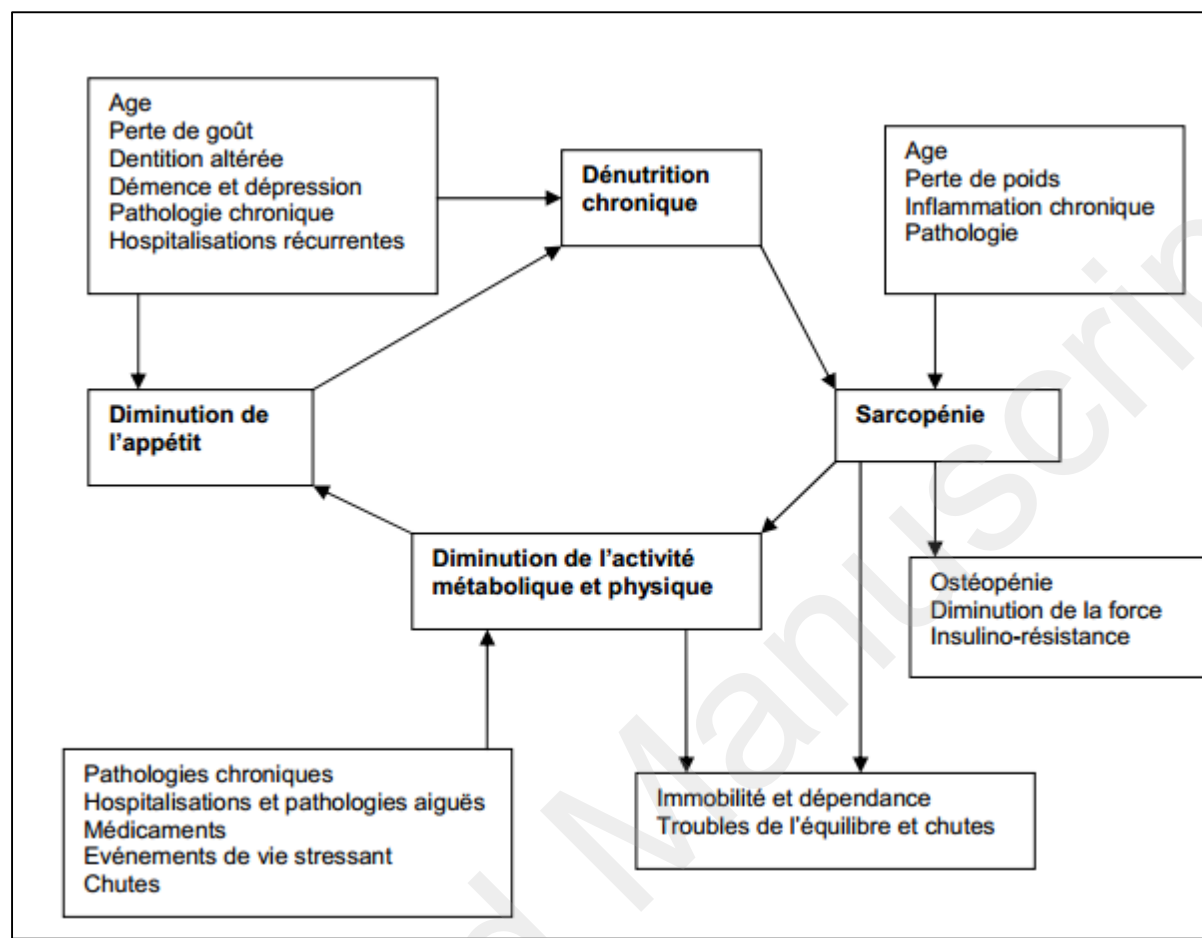 Age
Perte de goût
Dentition altérée
Démence et dépression
Pathologie chronique
Hospitalisations récurrentes
Dénutrition
chronique
Age
Perte de poids
Inflammation chronique
Pathologie
Diminution de
l'appétit
Sarcopénie
Diminution de l'activité
métabolique et physique
Ostéopénie
Diminution de la force
Insulino-résistance
Pathologies chroniques
Hospitalisations et pathologies aiguës
Médicaments
Evénements de vie stressant
Chutes
Immobilité et dépendance
Troubles de l'équilibre et chutes
d Manuscrip